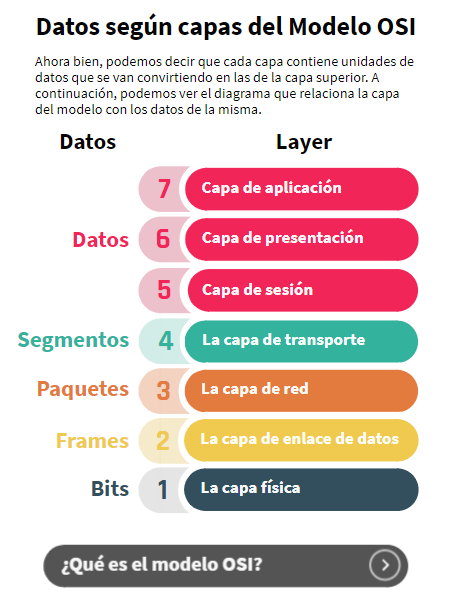 Datos según capas del Modelo OSI
Ahora bien, podemos decir que cada capa contiene unidades de
datos que se van convirtiendo en las de la capa superior. A
continuación, podemos ver el diagrama que relaciona la capa
del modelo con los datos de la misma.
Datos Layer
7 Capa de aplicación
Datos 6 Capa de presentación
5 Capa de sesión
Segmentos 4 La capa de transporte
Paquetes 3 La capa de red
Frames 2 La capa de enlace de datos
Bits 1 La capa física
¿Qué es el modelo OSI?